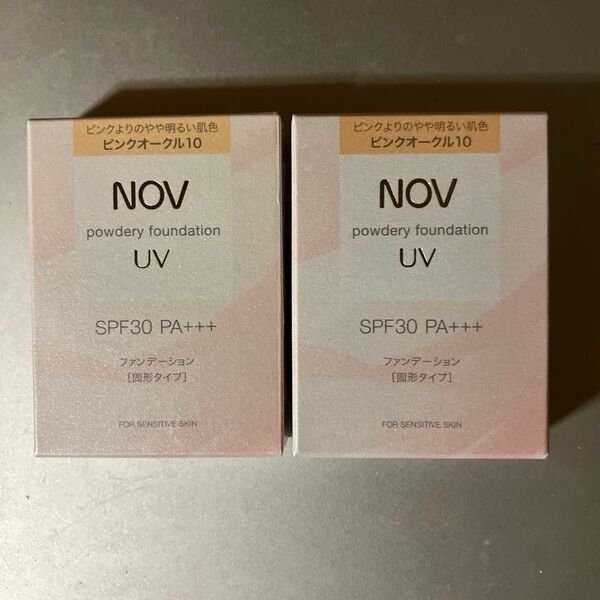 ピンクよりのやや明るい肌色
ピンクオークル10
NOV
powdery foundation
UV
SPF30 PA+++
ファンデーション
[固形タイプ]
FOR SENSITIVE SKIN
ピンクよりのやや明るい肌色
ピンクオークル10
NOV
powdery foundation
UV
SPF30 PA+++
ファンデーション
[固形タイプ]
FOR SENSITIVE SKIN